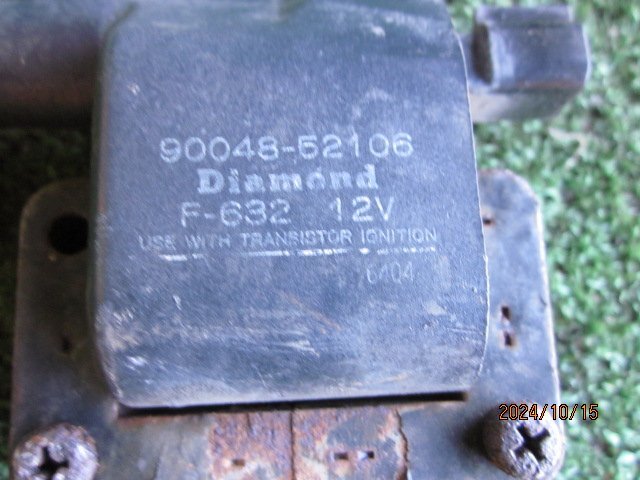 90048-52106
Diamond
F-632 12V
USE WITH TRANSISTOR IGNITION
6404
2024/10/15